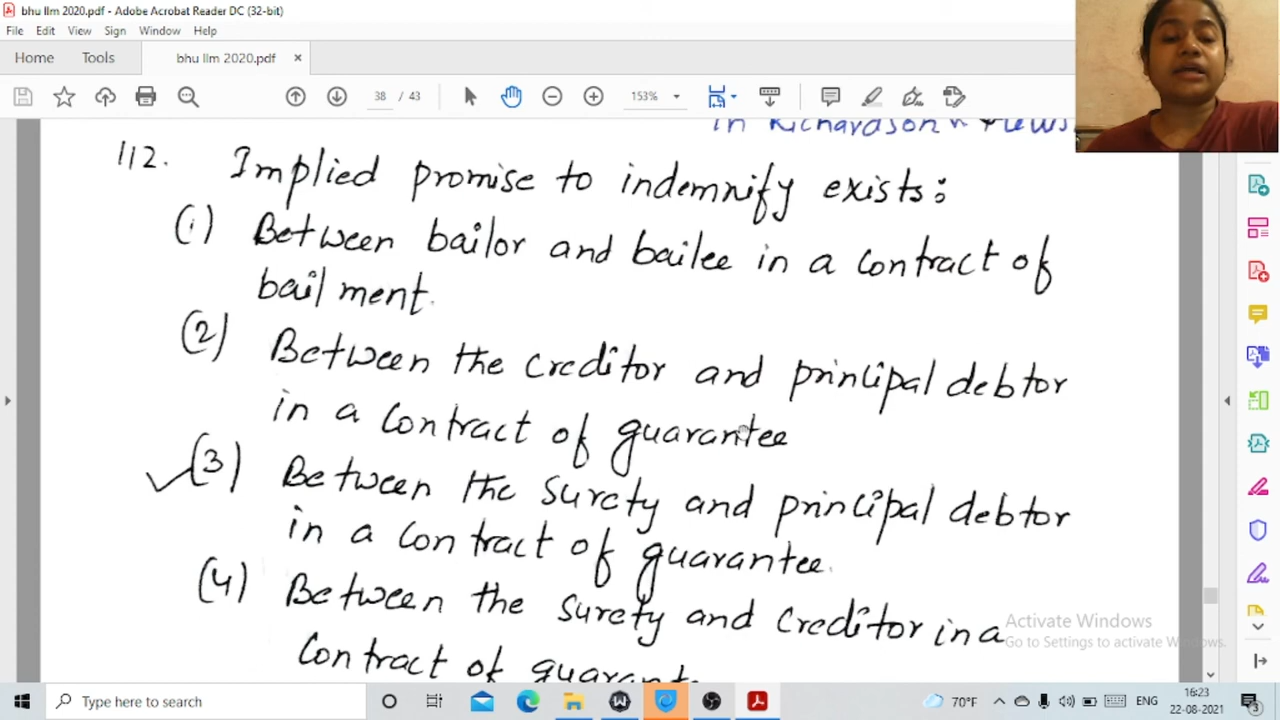 bhu llm 2020.pdf - Adobe Acrobat Reader DC (32-bit)
File Edit View Sign Window Help
Home Tools bhu llm 2020.pdf ×
38 / 43 153%
in Richardson
112. Implied promise to indemnify exists:
(1) Between bailor and bailee in a contract of
bailment.
(2) Between the creditor and principal debtor
in a contract of guarantee
(3) Between the surety and principal debtor
in a contract of guarantee.
(4) Between the surety and creditor in a
contract of
Activate Windows
Go to Settings to activate Windows.
Type here to search
70°F ENG 16:23
22-08-2021
3